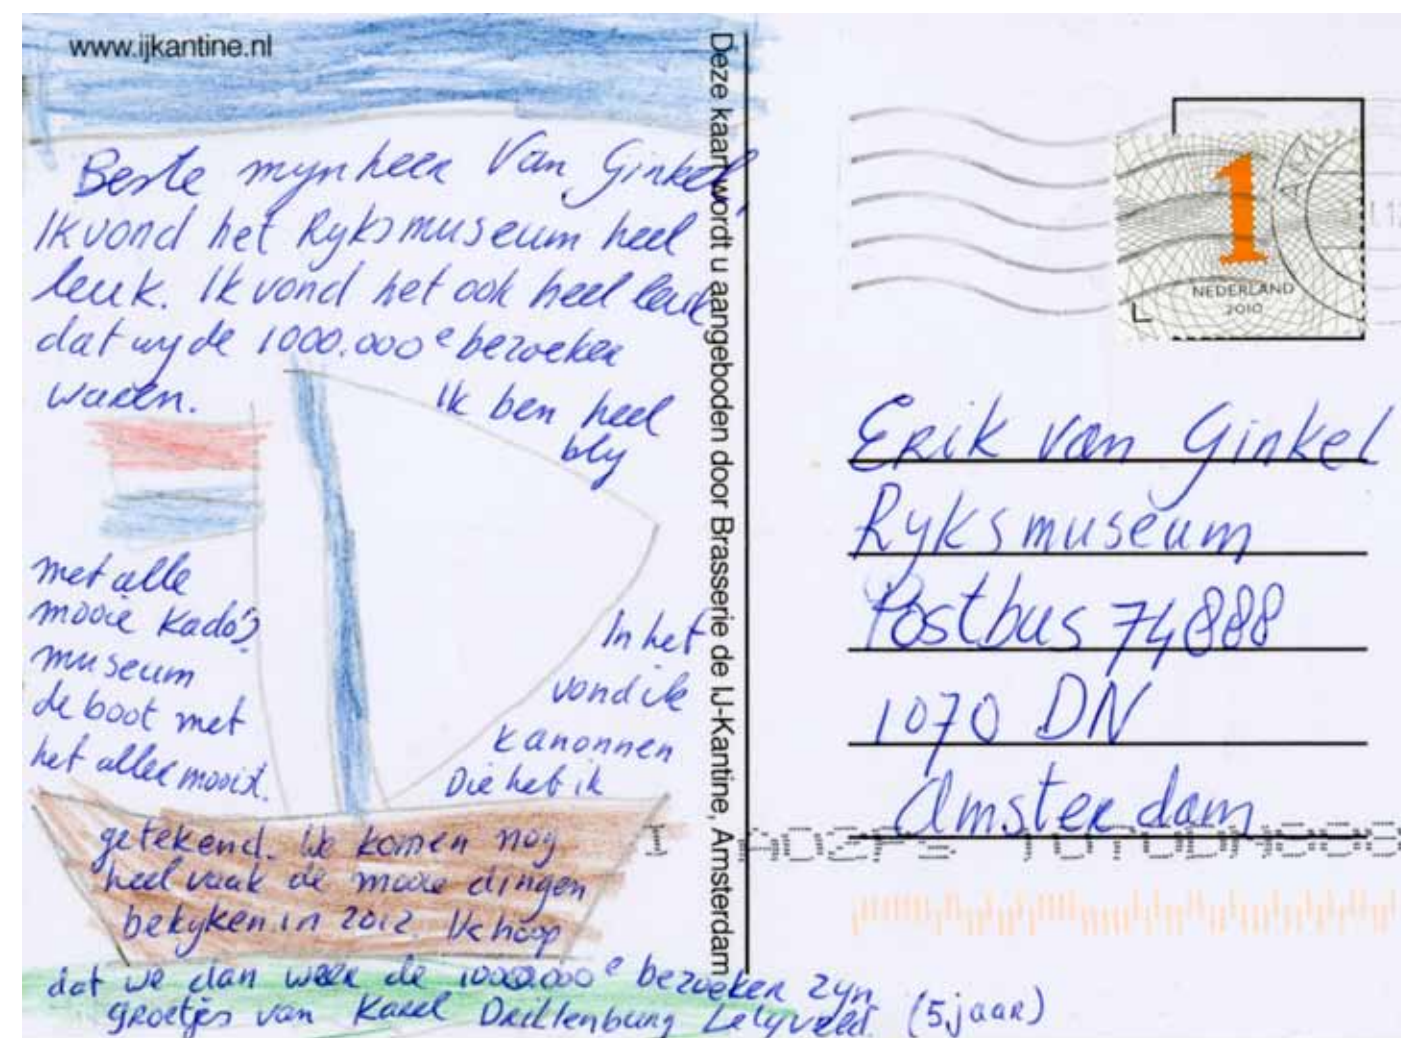 www.ijkantine.nl
Beste mynheer Van Ginkel,
Ik vond het Ryksmuseum heel
leuk. Ik vond het ook heel leuk
dat wy de 1000.000e bezoeker
waren.
Ik ben heel
bly
met alle
mooie Kado's.
In het
museum
vond ik
de boot met
kanonnen
het aller mooist.
Die heb ik
getekend. We komen nog
heel vaak de mooie dingen
bekyken in 2012. Ik hoop
dat we dan weer de 1000.000e bezoeker zyn
groetjes van Karel Drillenburg Lelyveld. (5 jaar)
Deze kaart wordt u aangeboden door Brasserie de IJ-Kantine, Amsterdam
1
NEDERLAND
2010
Erik van Ginkel
Ryksmuseum
Postbus 74888
1070 DN
Amsterdam